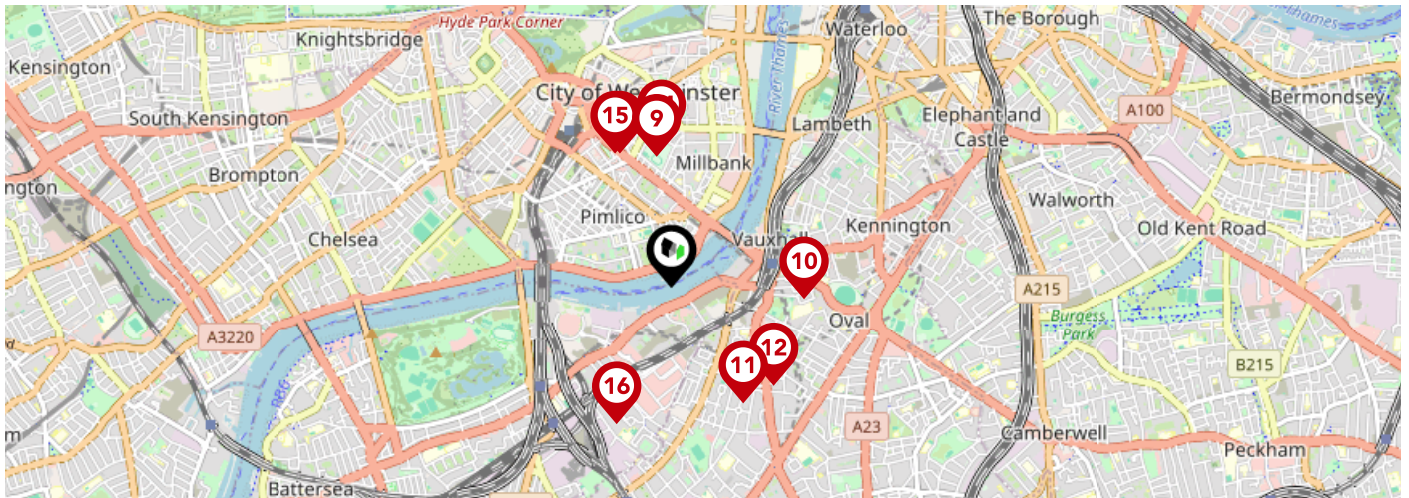 Hyde Park Corner
The Borough
Thames
Waterloo
Knightsbridge
Kensington
River Thames
City of Westminster
Bermondsey
A100
South Kensington
15
9
Lambeth
Elephant and
Castle
Millbank
Brompton
ngton
Walworth
Pimlico
Kennington
Old Kent Road
Chelsea
Vauxhall
10
A215
Burgess
Park
Oval
A3220
12
11
B215
16
A23
Camberwell
Peckham
Battersea